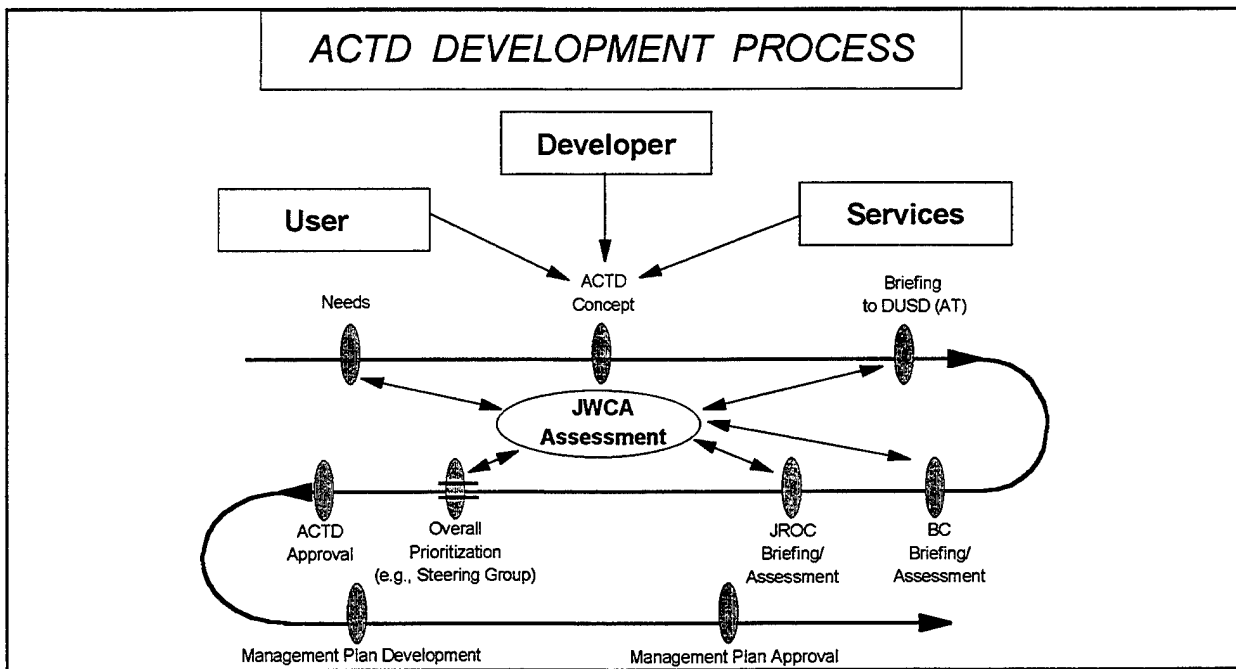 ACTD DEVELOPMENT PROCESS
Developer
User
Services
ACTD
Concept
Briefing
to DUSD (AT)
Needs
JWCA
Assessment
ACTD
Approval
Overall
Prioritization
(e.g., Steering Group)
JROC
Briefing/
Assessment
BC
Briefing/
Assessment
Management Plan Development
Management Plan Approval